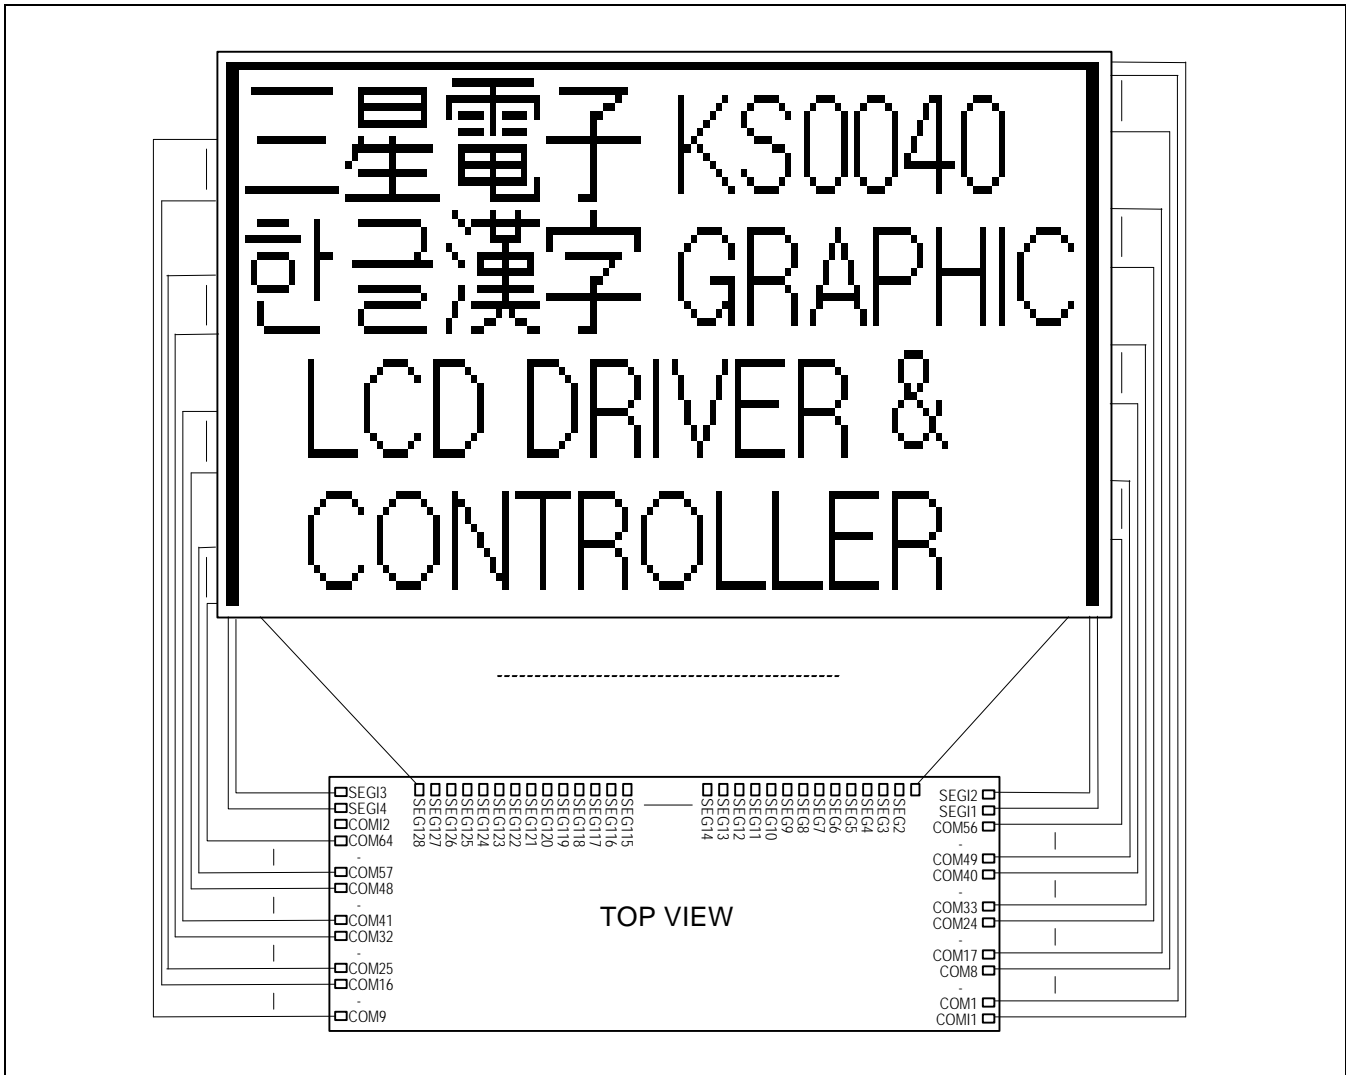 三星電子 KS0040
한글漢字 GRAPHIC
LCD DRIVER &
CONTROLLER
SEGI3
SEGI4
COMI2
COM64
-
COM57
COM48
-
COM41
COM32
-
COM25
COM16
-
COM9
SEG128
SEG127
SEG126
SEG125
SEG124
SEG123
SEG122
SEG121
SEG120
SEG119
SEG118
SEG117
SEG116
SEG115
SEG14
SEG13
SEG12
SEG11
SEG10
SEG9
SEG8
SEG7
SEG6
SEG5
SEG4
SEG3
SEG2
TOP VIEW
SEGI2
SEGI1
COM56
-
COM49
COM40
-
COM33
COM24
-
COM17
COM8
-
COM1
COMI1